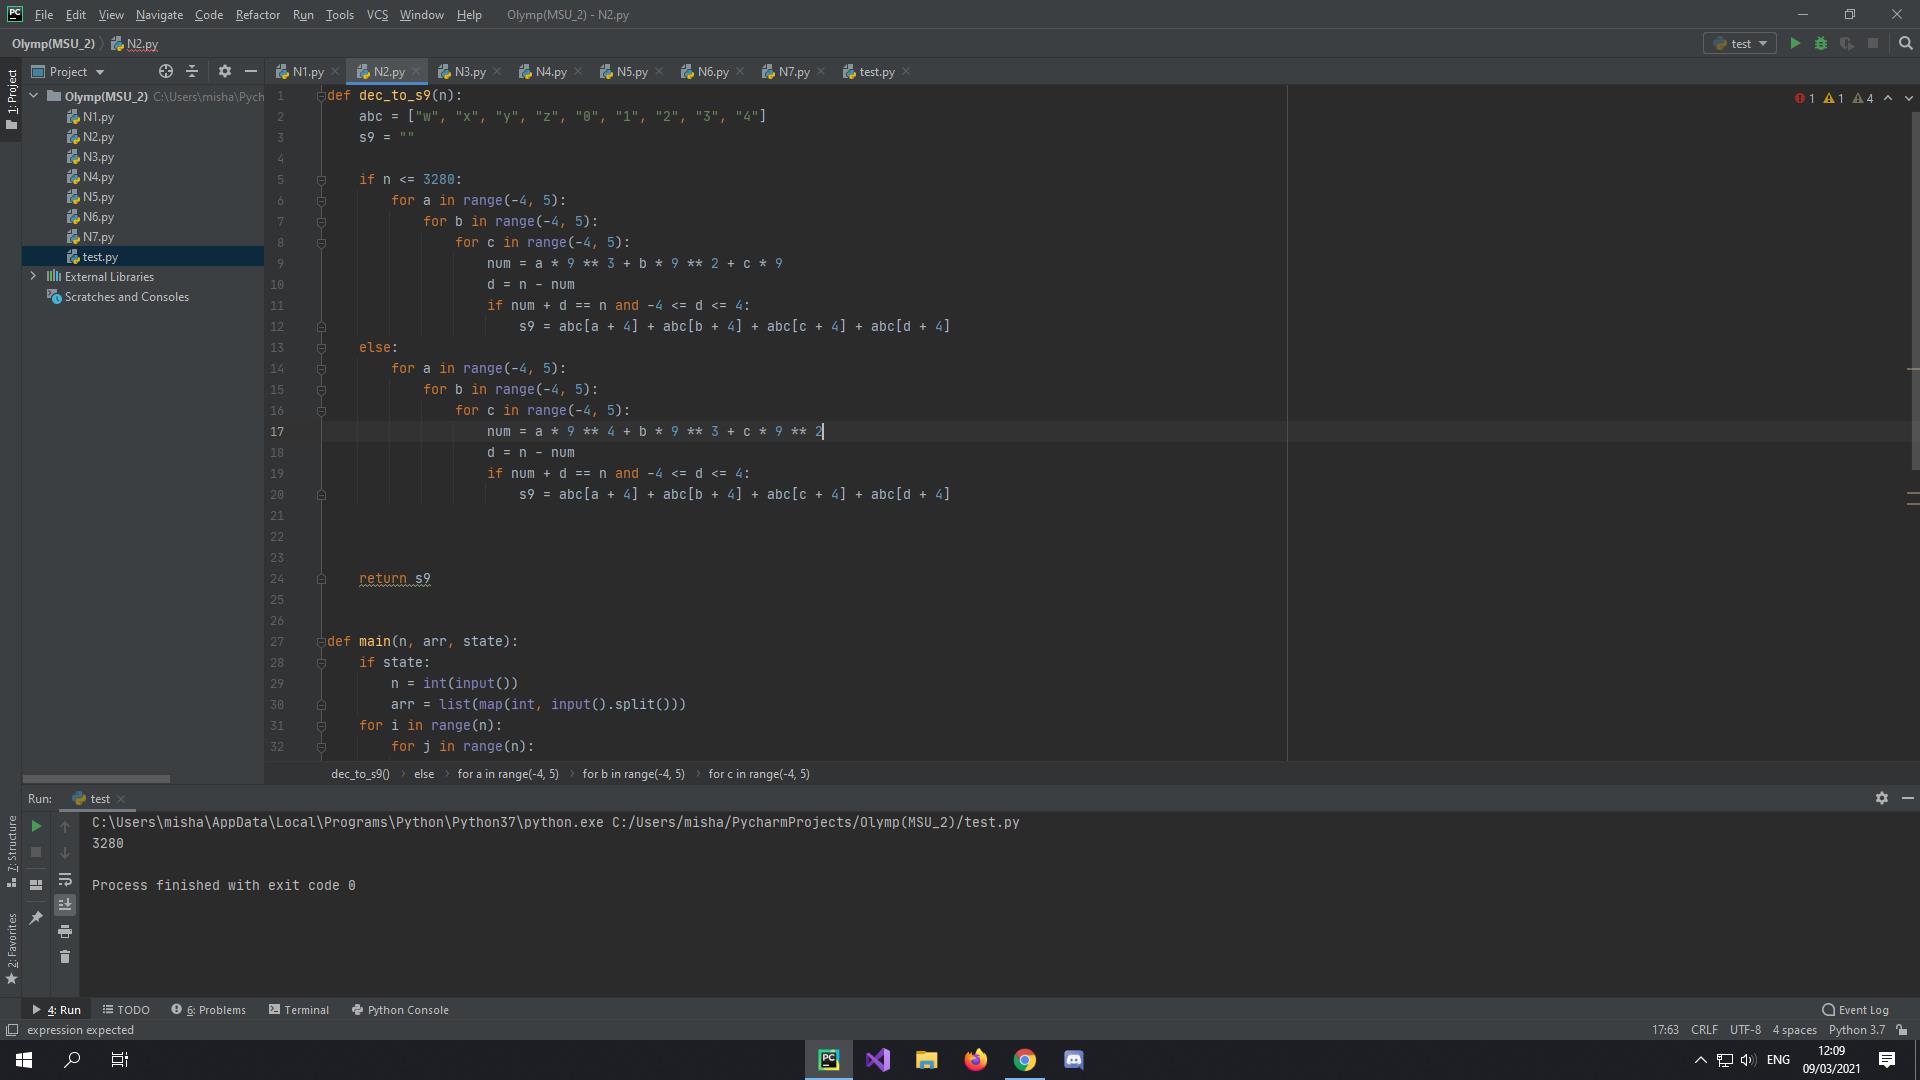 File Edit View Navigate Code Refactor Run Tools VCS Window Help Olymp(MSU_2) - N2.py
Olymp(MSU_2) N2.py test
1: Project
Project
Olymp(MSU_2) C:\Users\misha\Pych
N1.py
N2.py
N3.py
N4.py
N5.py
N6.py
N7.py
test.py
External Libraries
Scratches and Consoles
N1.py N2.py N3.py N4.py N5.py N6.py N7.py test.py
1 1 4
1 def dec_to_s9(n):
2 abc = ["w", "x", "y", "z", "0", "1", "2", "3", "4"]
3 s9 = ""
4
5 if n <= 3280:
6 for a in range(-4, 5):
7 for b in range(-4, 5):
8 for c in range(-4, 5):
9 num = a * 9 ** 3 + b * 9 ** 2 + c * 9
10 d = n - num
11 if num + d == n and -4 <= d <= 4:
12 s9 = abc[a + 4] + abc[b + 4] + abc[c + 4] + abc[d + 4]
13 else:
14 for a in range(-4, 5):
15 for b in range(-4, 5):
16 for c in range(-4, 5):
17 num = a * 9 ** 4 + b * 9 ** 3 + c * 9 ** 2
18 d = n - num
19 if num + d == n and -4 <= d <= 4:
20 s9 = abc[a + 4] + abc[b + 4] + abc[c + 4] + abc[d + 4]
21
22
23
24 return s9
25
26
27 def main(n, arr, state):
28 if state:
29 n = int(input())
30 arr = list(map(int, input().split()))
31 for i in range(n):
32 for j in range(n):
dec_to_s9() else for a in range(-4, 5) for b in range(-4, 5) for c in range(-4, 5)
Run: test
C:\Users\misha\AppData\Local\Programs\Python\Python37\python.exe C:/Users/misha/PycharmProjects/Olymp(MSU_2)/test.py
3280
Process finished with exit code 0
7: Structure
2: Favorites
4: Run TODO 6: Problems Terminal Python Console Event Log
expression expected 17:63 CRLF UTF-8 4 spaces Python 3.7
PC ENG 12:09
09/03/2021